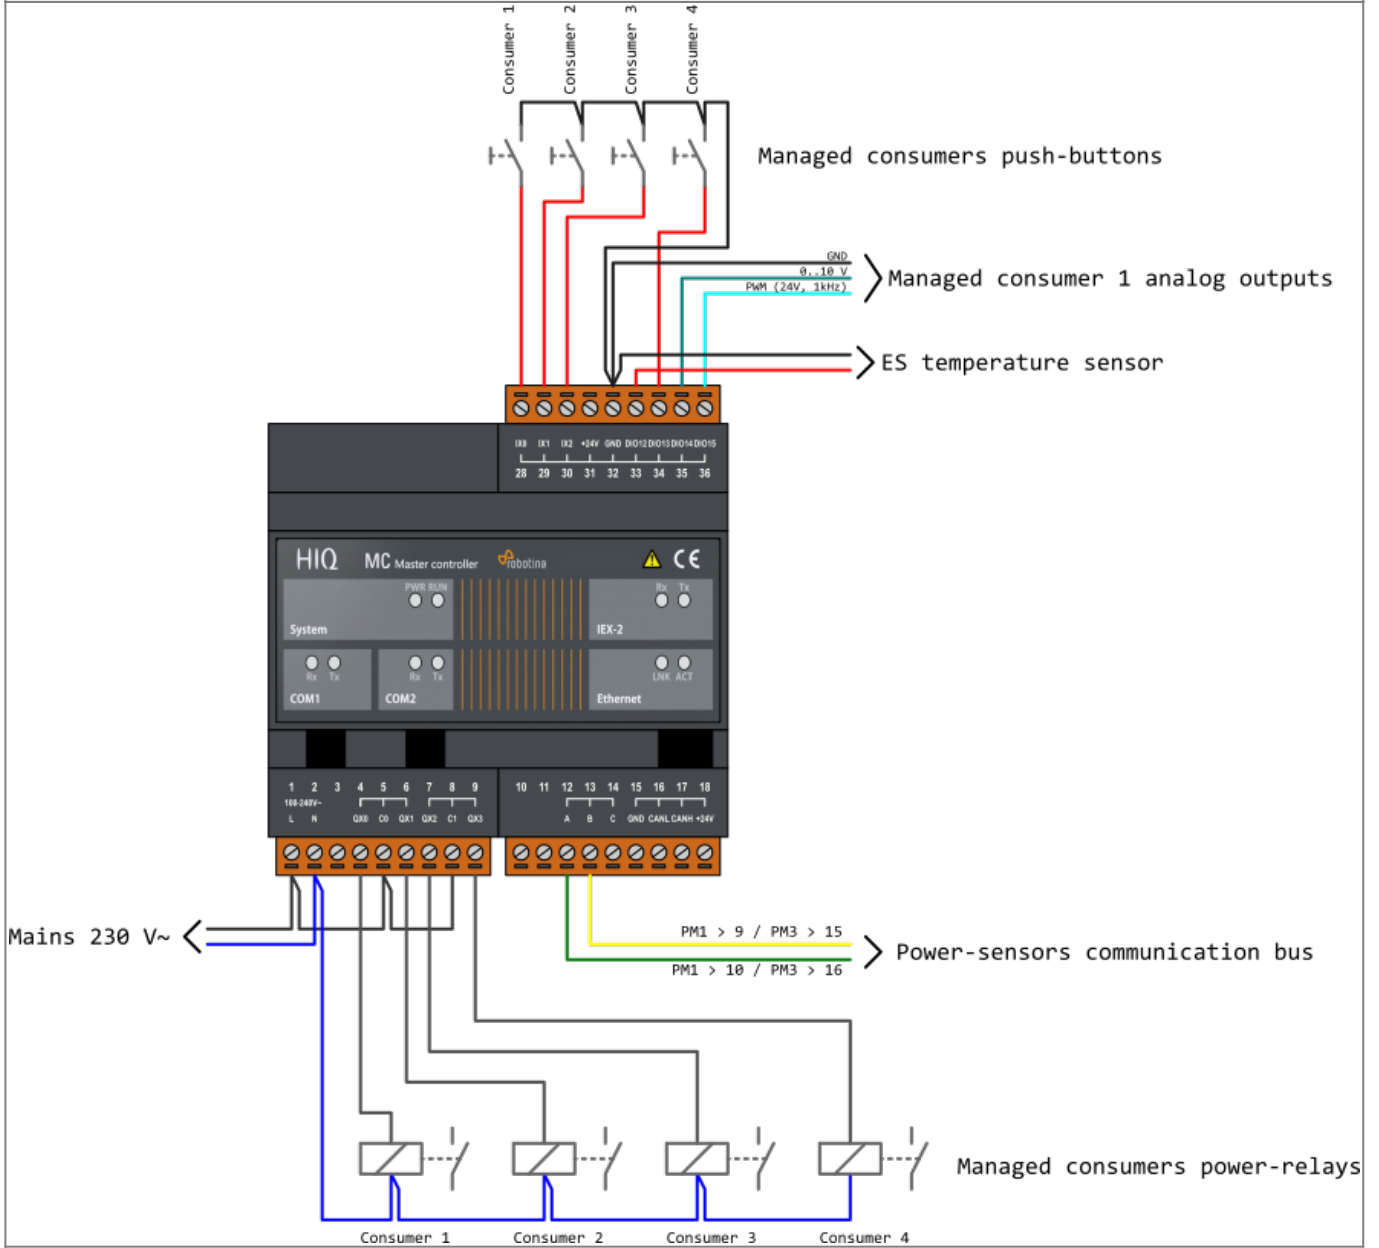 Consumer 1
Consumer 2
Consumer 3
Consumer 4
Managed consumers push-buttons
GND
0..10 V
PWM (24V, 1kHz)
Managed consumer 1 analog outputs
ES temperature sensor
IX0 IX1 IX2 +24V GND DIO12 DIO13 DIO14 DIO15
28 29 30 31 32 33 34 35 36
HIQ MC Master controller robotina CE
PWR RUN
System
Rx Tx
IEX-2
Rx Tx
COM1
Rx Tx
COM2
LNK ACT
Ethernet
1 2 3 4 5 6 7 8 9
100-240V~
L N QX0 C0 QX1 QX2 C1 QX3
10 11 12 13 14 15 16 17 18
A B C GND CANL CANH +24V
Mains 230 V~
PM1 > 9 / PM3 > 15
PM1 > 10 / PM3 > 16
Power-sensors communication bus
Managed consumers power-relays
Consumer 1
Consumer 2
Consumer 3
Consumer 4